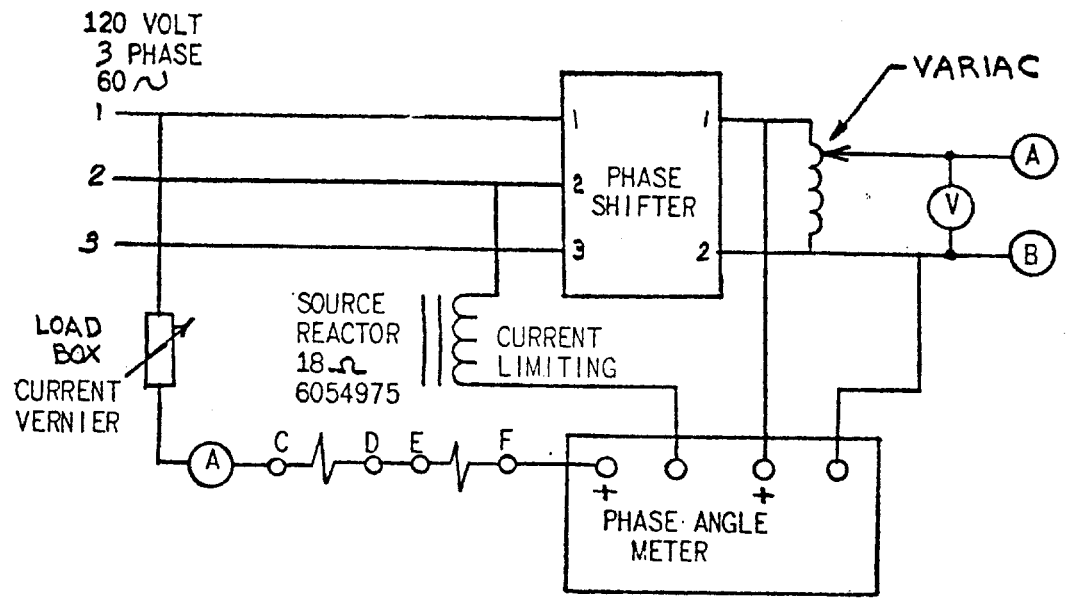 120 VOLT
3 PHASE
60 ~
1
2
3
1
2
3
PHASE
SHIFTER
1
2
VARIAC
A
V
B
LOAD
BOX
CURRENT
VERNIER
SOURCE
REACTOR
18 Ω
6054975
CURRENT
LIMITING
A
C
D
E
F
+
+
PHASE ANGLE
METER